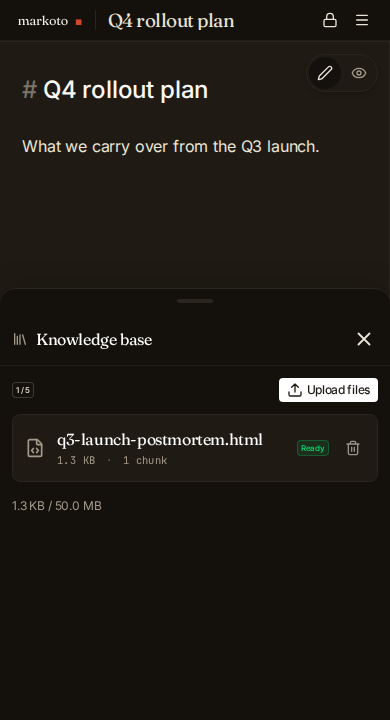 markoto
Q4 rollout plan
# Q4 rollout plan
What we carry over from the Q3 launch.
Knowledge base
1/5
Upload files
q3-launch-postmortem.html
1.3 KB · 1 chunk
Ready
1.3 KB / 50.0 MB